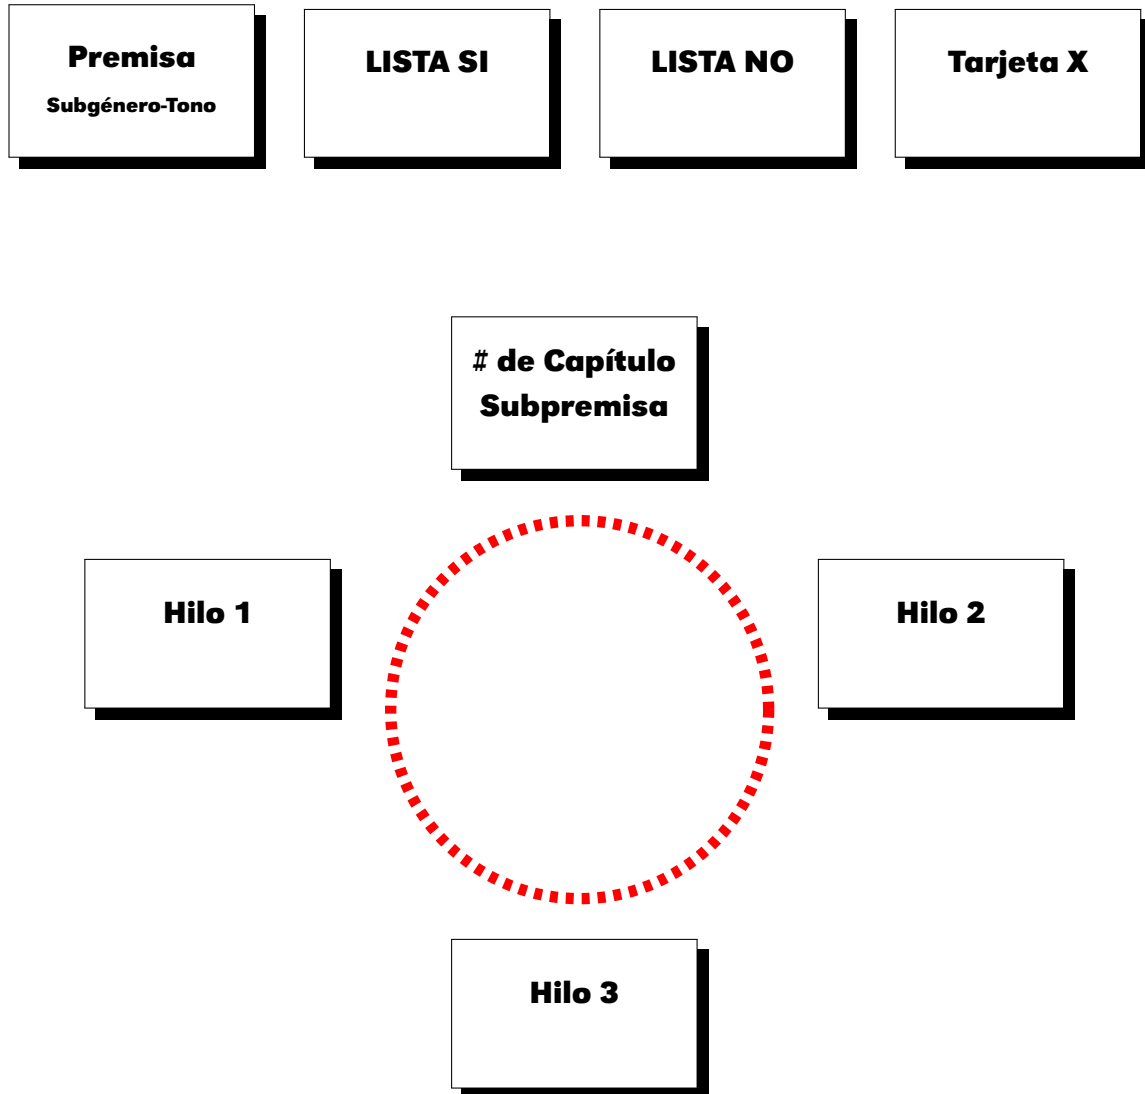 Premisa
Subgénero-Tono
LISTA SI
LISTA NO
Tarjeta X
# de Capítulo
Subpremisa
Hilo 1
Hilo 2
Hilo 3